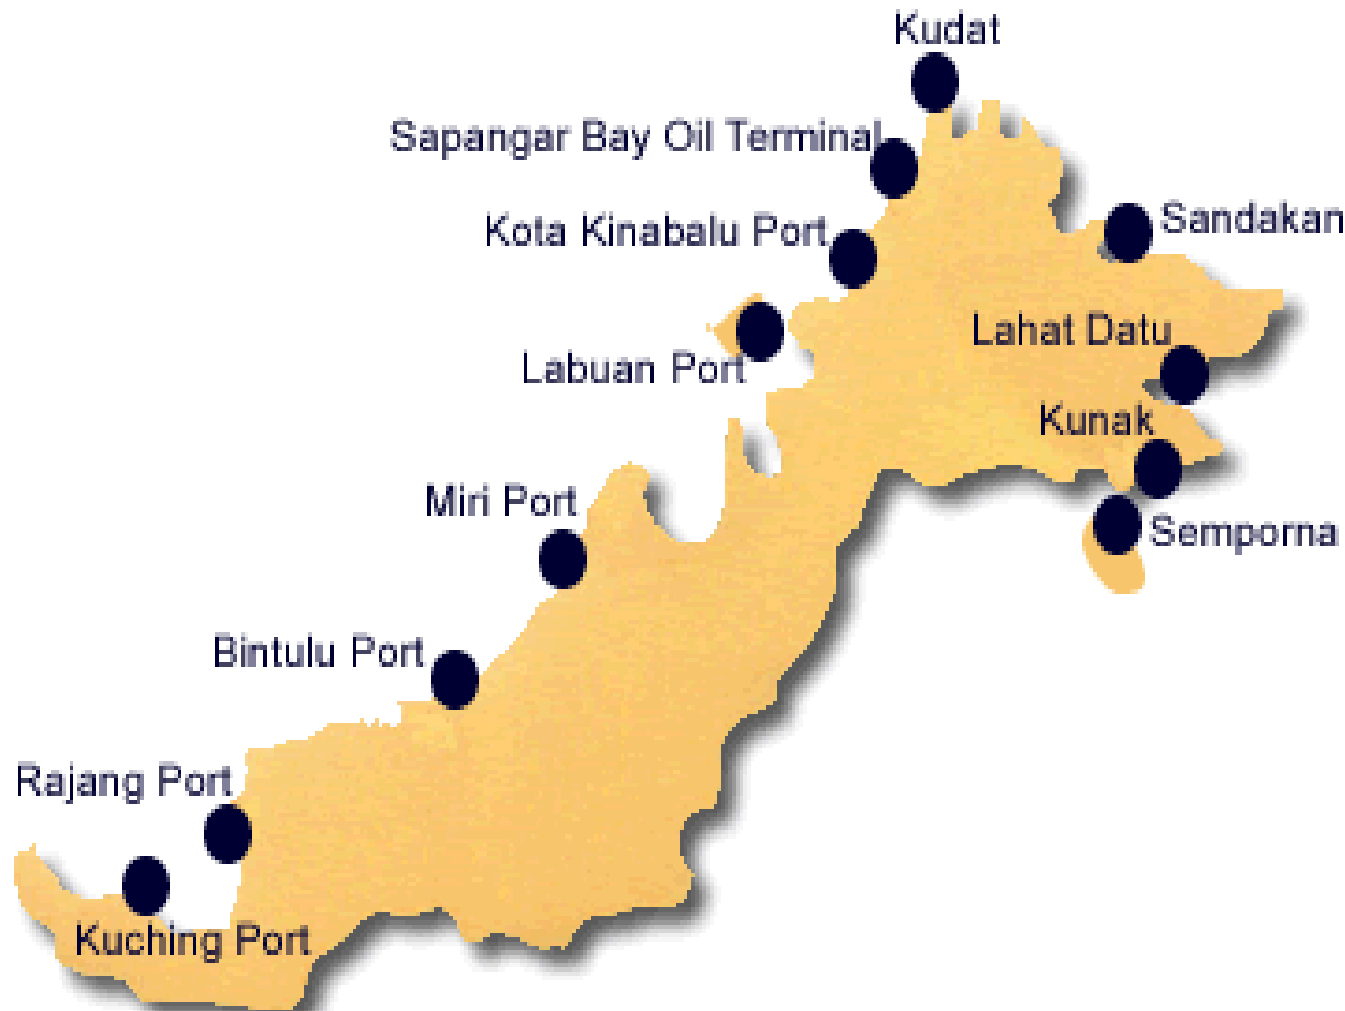 Kudat
Sapangar Bay Oil Terminal
Sandakan
Kota Kinabalu Port
Lahat Datu
Labuan Port
Kunak
Miri Port
Semporna
Bintulu Port
Rajang Port
Kuching Port